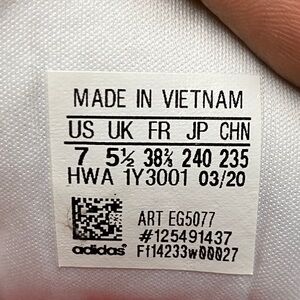 MADE IN VIETNAM
US UK FR JP CHN
7 5½ 38⅔ 240 235
HWA 1Y3001 03/20
ART EG5077
#125491437
adidas Ff14233w00027